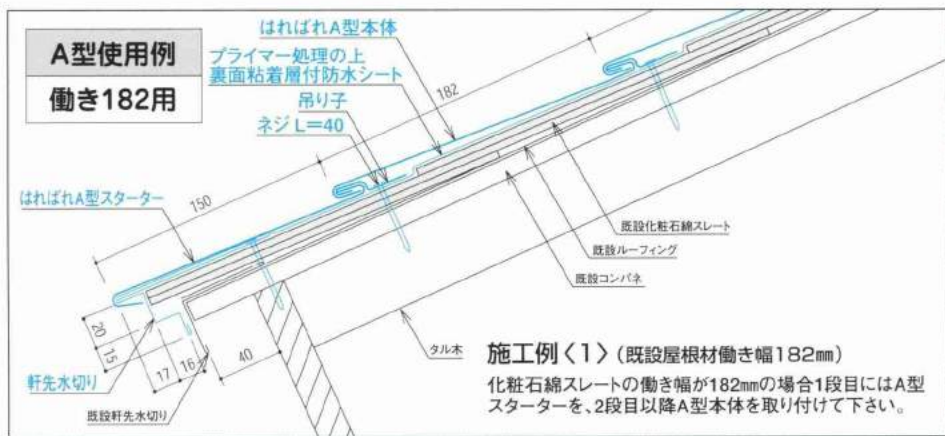 A型使用例
働き182用
はればれA型本体
プライマー処理の上
裏面粘着層付防水シート
吊り子
ネジ L=40
182
150
はればれA型スターター
既設化粧石綿スレート
既設ルーフィング
既設コンパネ
タル木
20
15
17
16
40
軒先水切り
既設軒先水切り
施工例〈1〉(既設屋根材働き幅182㎜)
化粧石綿スレートの働き幅が182㎜の場合1段目にはA型
スターターを、2段目以降A型本体を取り付けて下さい。